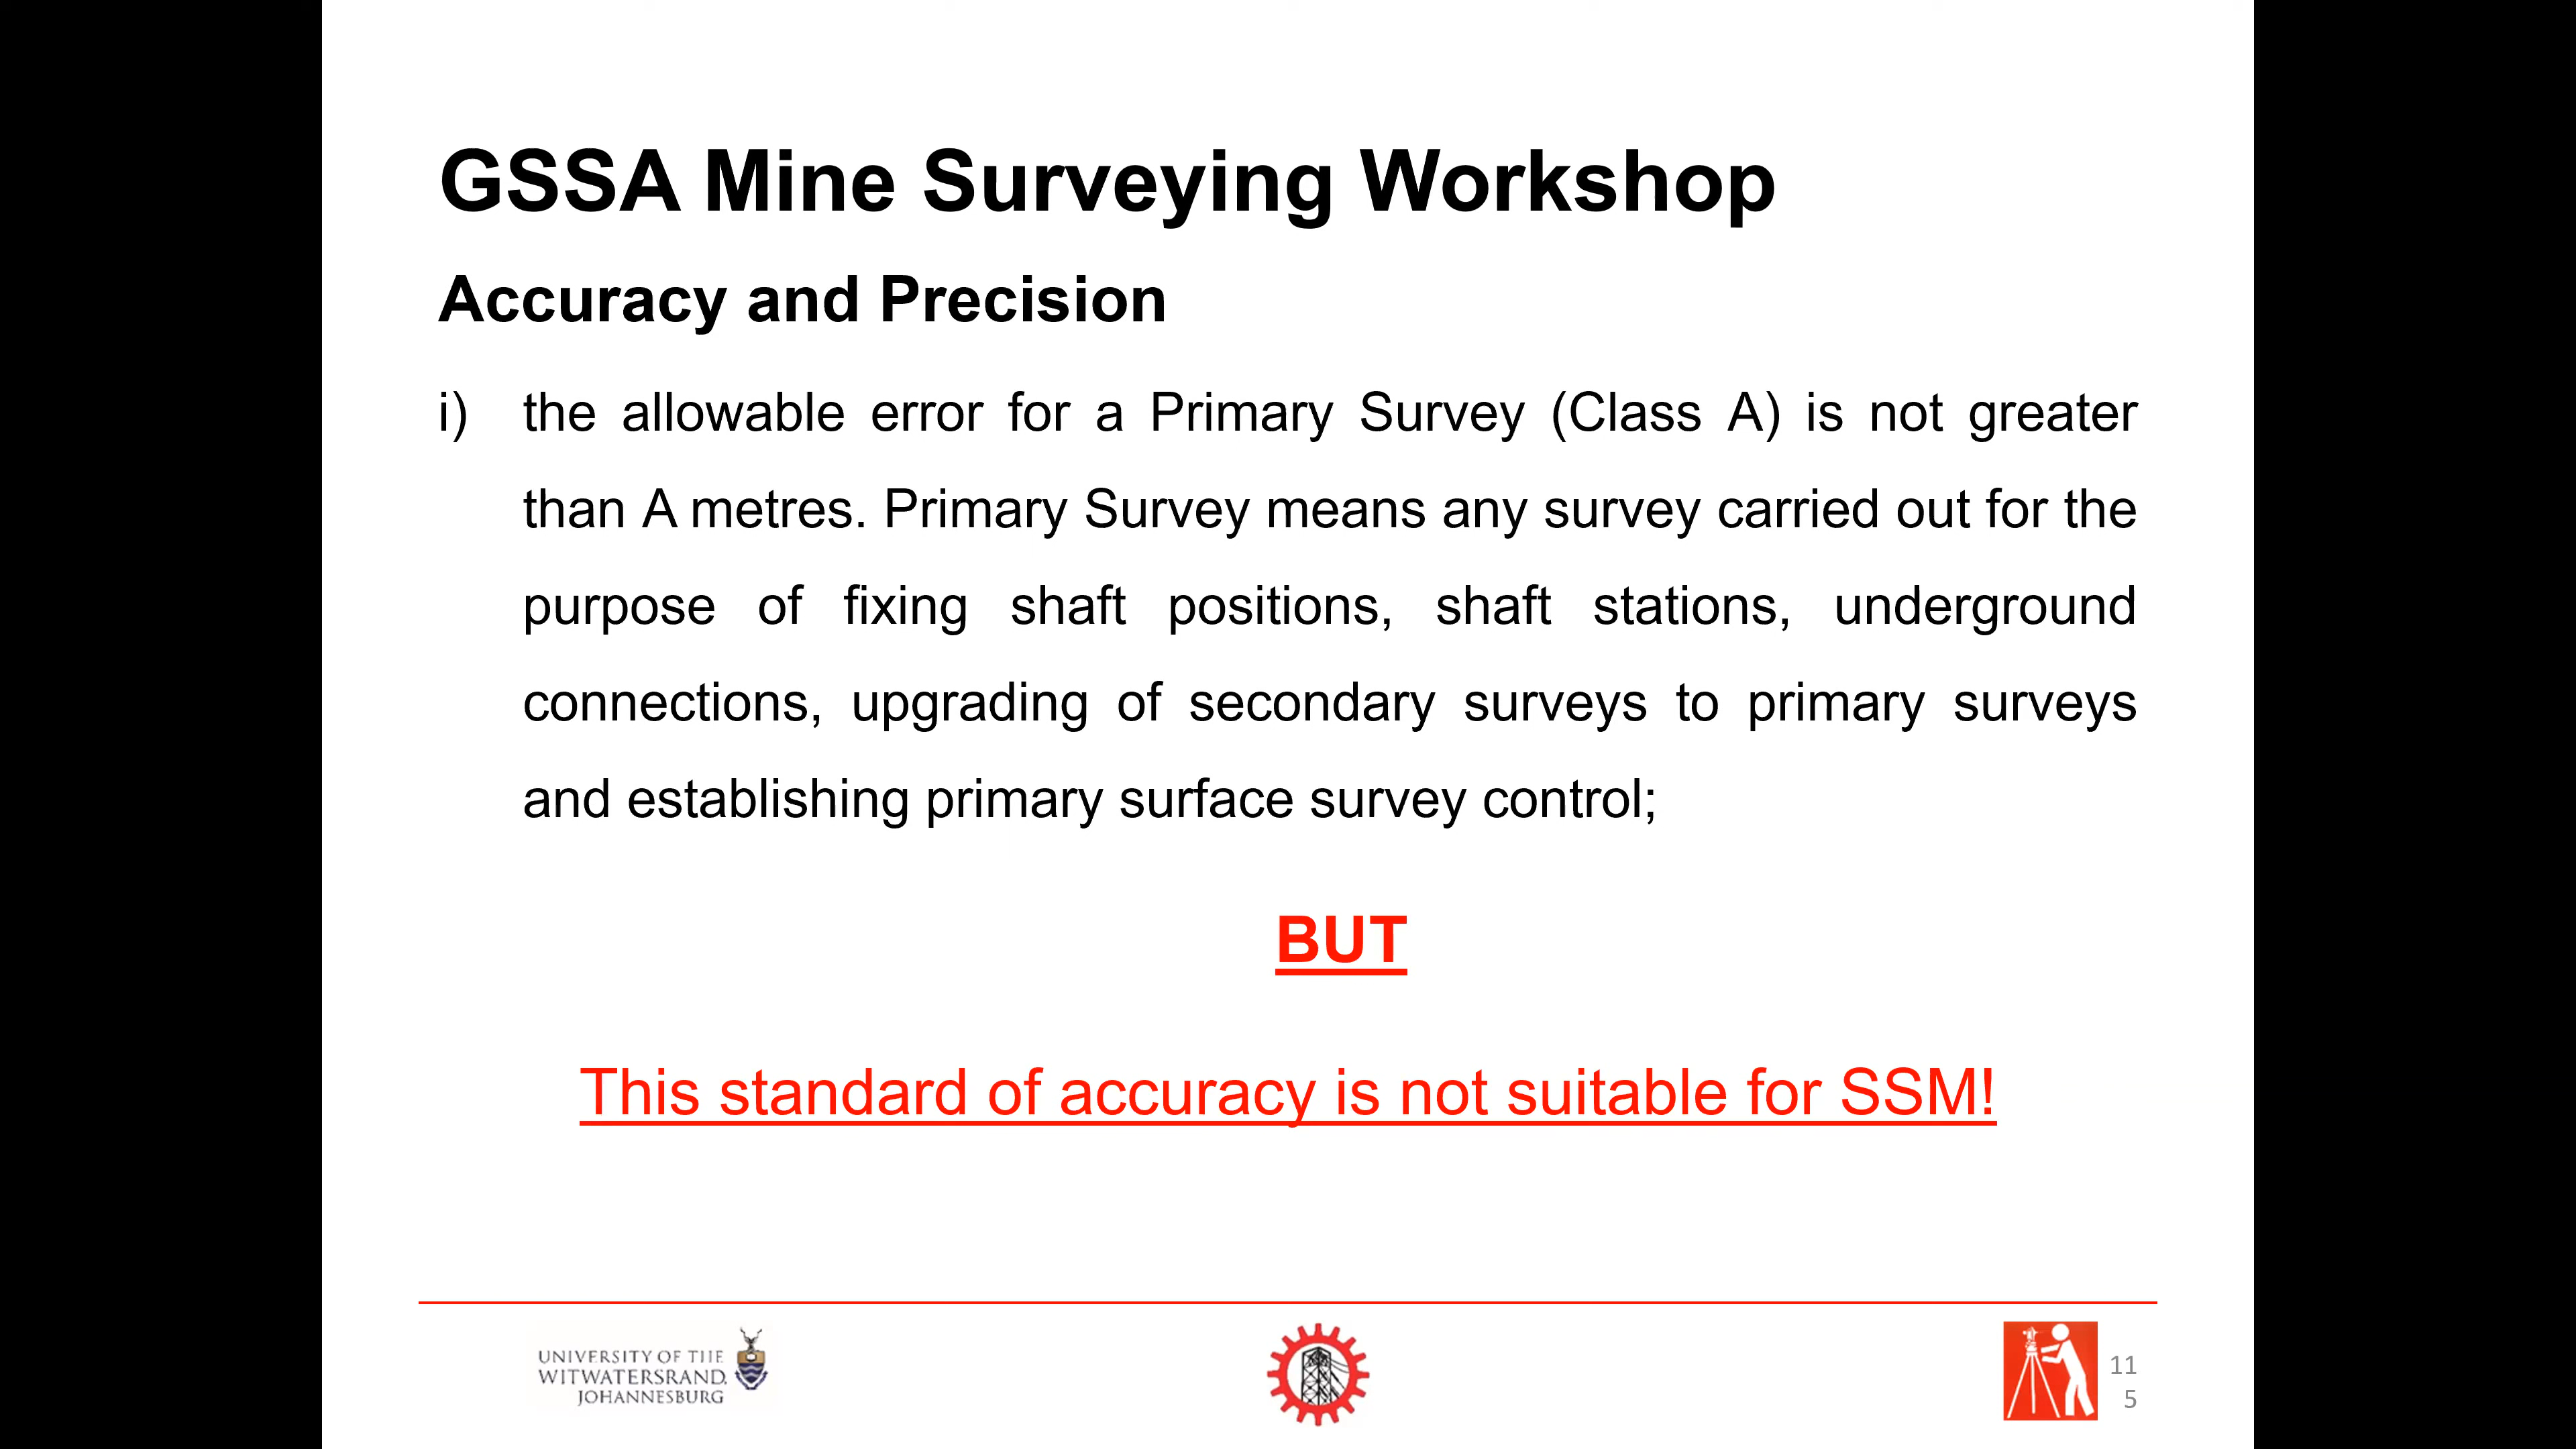 GSSA Mine Surveying Workshop
Accuracy and Precision
i) the allowable error for a Primary Survey (Class A) is not greater
than A metres. Primary Survey means any survey carried out for the
purpose of fixing shaft positions, shaft stations, underground
connections, upgrading of secondary surveys to primary surveys
and establishing primary surface survey control;
BUT
This standard of accuracy is not suitable for SSM!
UNIVERSITY OF THE
WITWATERSRAND,
JOHANNESBURG
11
5